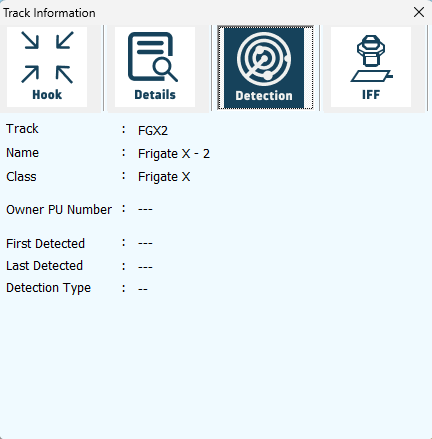 Track Information
Hook
Details
Detection
IFF
Track : FGX2
Name : Frigate X - 2
Class : Frigate X
Owner PU Number : ---
First Detected : ---
Last Detected : ---
Detection Type : --